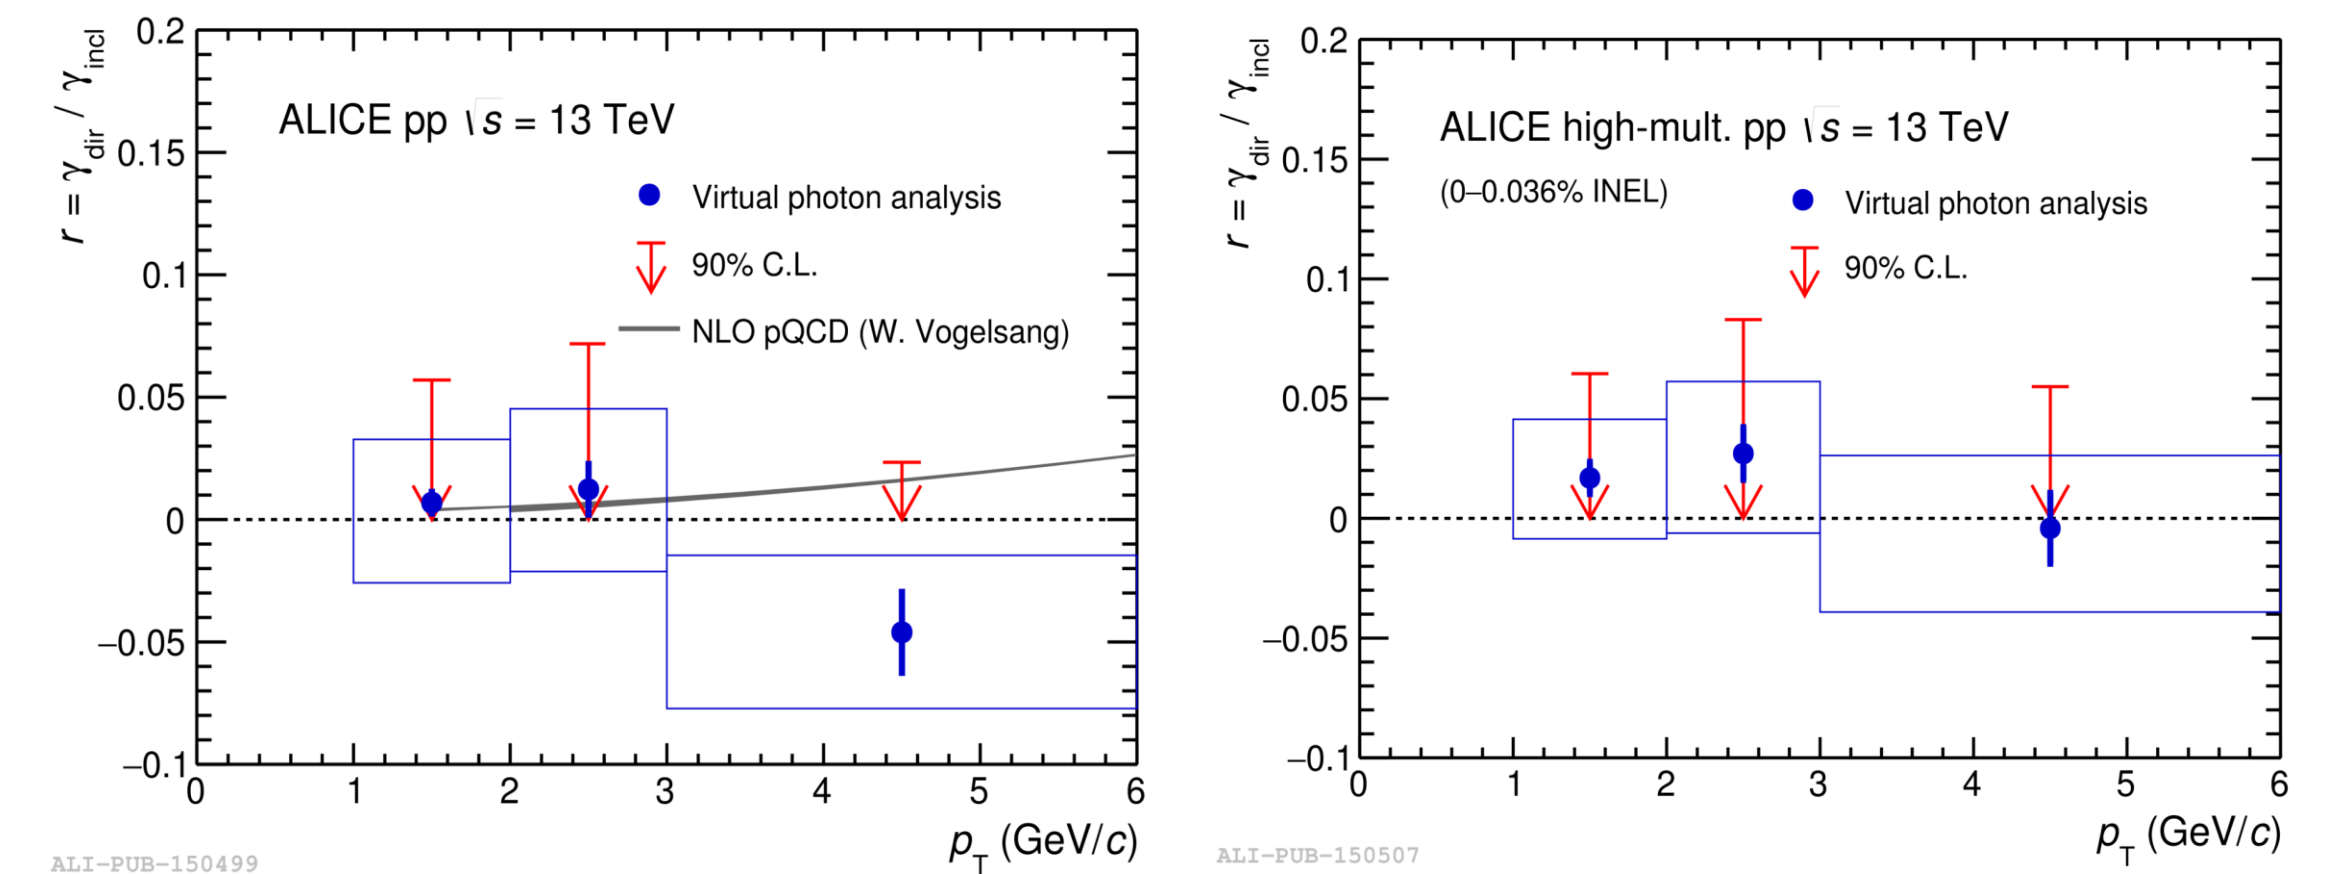 r = γdir / γincl
0.2
0.15
0.1
0.05
0
−0.05
−0.1
ALICE pp √s = 13 TeV
Virtual photon analysis
90% C.L.
NLO pQCD (W. Vogelsang)
0 1 2 3 4 5 6
pT (GeV/c)
ALI-PUB-150499
r = γdir / γincl
0.2
0.15
0.1
0.05
0
−0.05
−0.1
ALICE high-mult. pp √s = 13 TeV
(0–0.036% INEL)
Virtual photon analysis
90% C.L.
0 1 2 3 4 5 6
pT (GeV/c)
ALI-PUB-150507